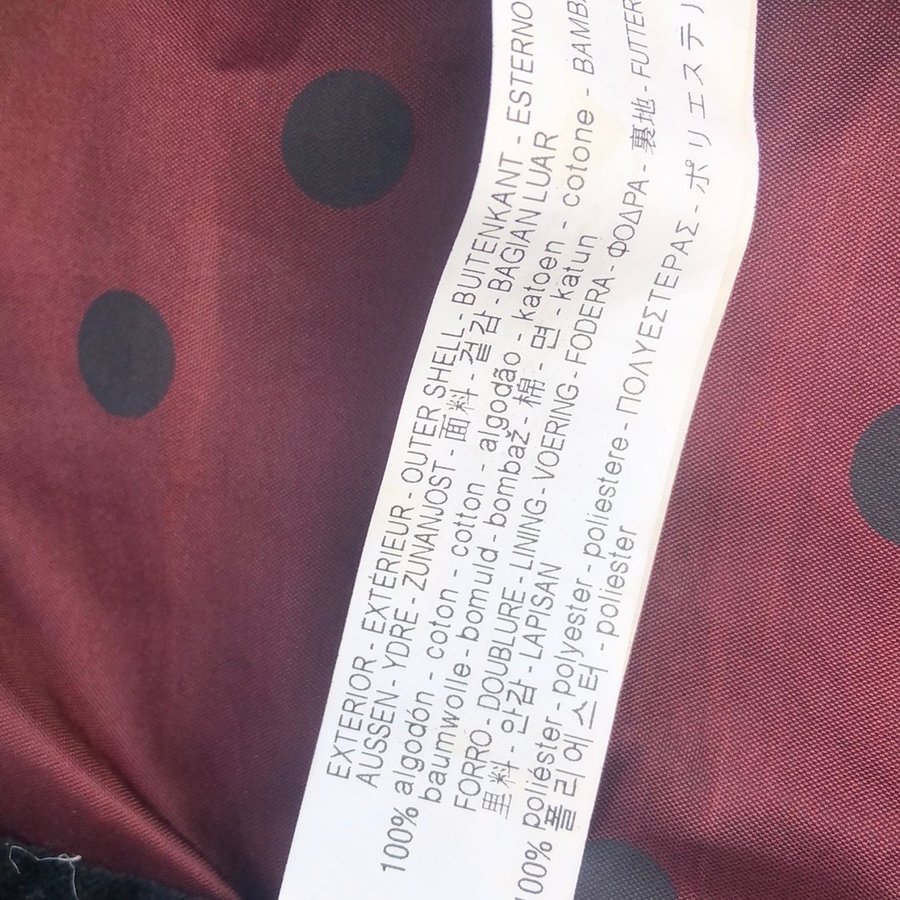 EXTERIOR - EXTÉRIEUR - OUTER SHELL - BUITENKANT - ESTERNO
AUSSEN - YDRE - ZUNANJOST - 面料 - 겉감 - BAGIAN LUAR
100% algodón - coton - cotton - algodão - katoen - cotone - BAMB
baumwolle - bomuld - bombaž - 棉 - 면 - katun
FORRO - DOUBLURE - LINING - VOERING - FODERA - ΦΟΔΡΑ - 裏地 - FUTTER
里料 - 안감 - LAPISAN
100% poliéster - polyester - poliestere - ΠΟΛΥΕΣΤΕΡΑΣ - ポリエステ
폴리에스터 - poliester